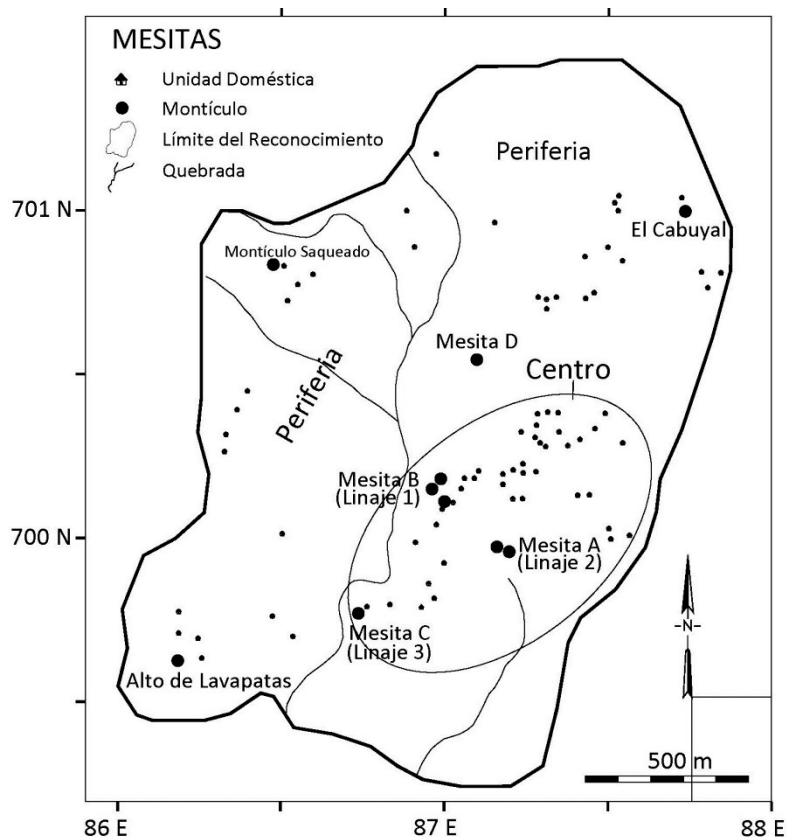 MESITAS
Unidad Doméstica
Montículo
Límite del Reconocimiento
Quebrada
Periferia
701 N
El Cabuyal
Montículo Saqueado
Mesita D
Centro
Periferia
Mesita B
(Linaje 1)
700 N
Mesita A
(Linaje 2)
Mesita C
(Linaje 3)
-N-
Alto de Lavapatas
500 m
86 E
87 E
88 E